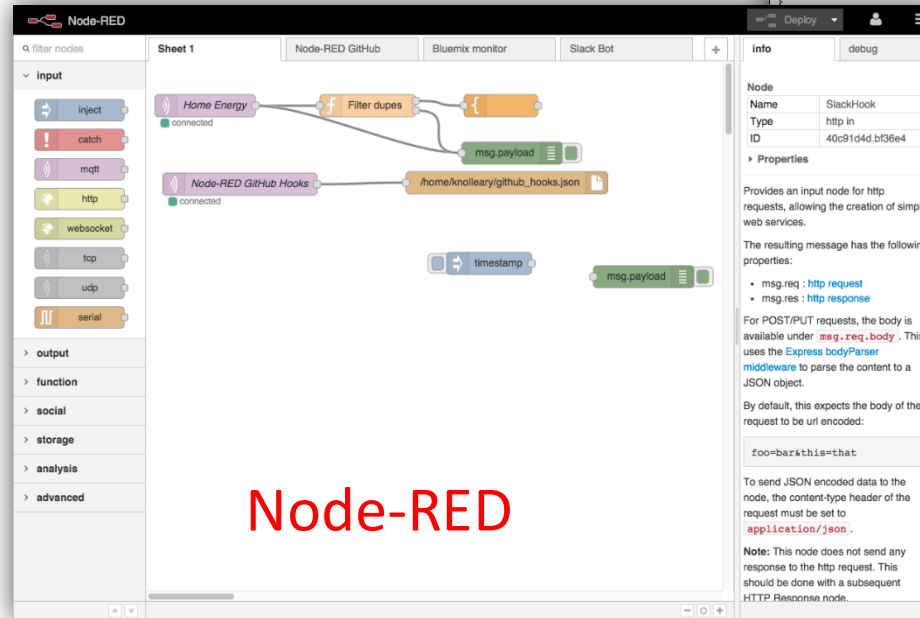 Node-RED
Deploy
filter nodes
Sheet 1
Node-RED GitHub
Bluemix monitor
Slack Bot
+
info
debug
input
inject
catch
mqtt
http
websocket
tcp
udp
serial
output
function
social
storage
analysis
advanced
Home Energy
connected
f
Filter dupes
{
msg.payload
Node-RED GitHub Hooks
connected
/home/knolleary/github_hooks.json
timestamp
msg.payload
Node-RED
Node
Name SlackHook
Type http in
ID 40c91d4d.bf36e4
Properties
Provides an input node for http
requests, allowing the creation of simpl
web services.
The resulting message has the followin
properties:
• msg.req : http request
• msg.res : http response
For POST/PUT requests, the body is
available under msg.req.body . This
uses the Express bodyParser
middleware to parse the content to a
JSON object.
By default, this expects the body of the
request to be url encoded:
foo=bar&this=that
To send JSON encoded data to the
node, the content-type header of the
request must be set to
application/json .
Note: This node does not send any
response to the http request. This
should be done with a subsequent
HTTP Response node.